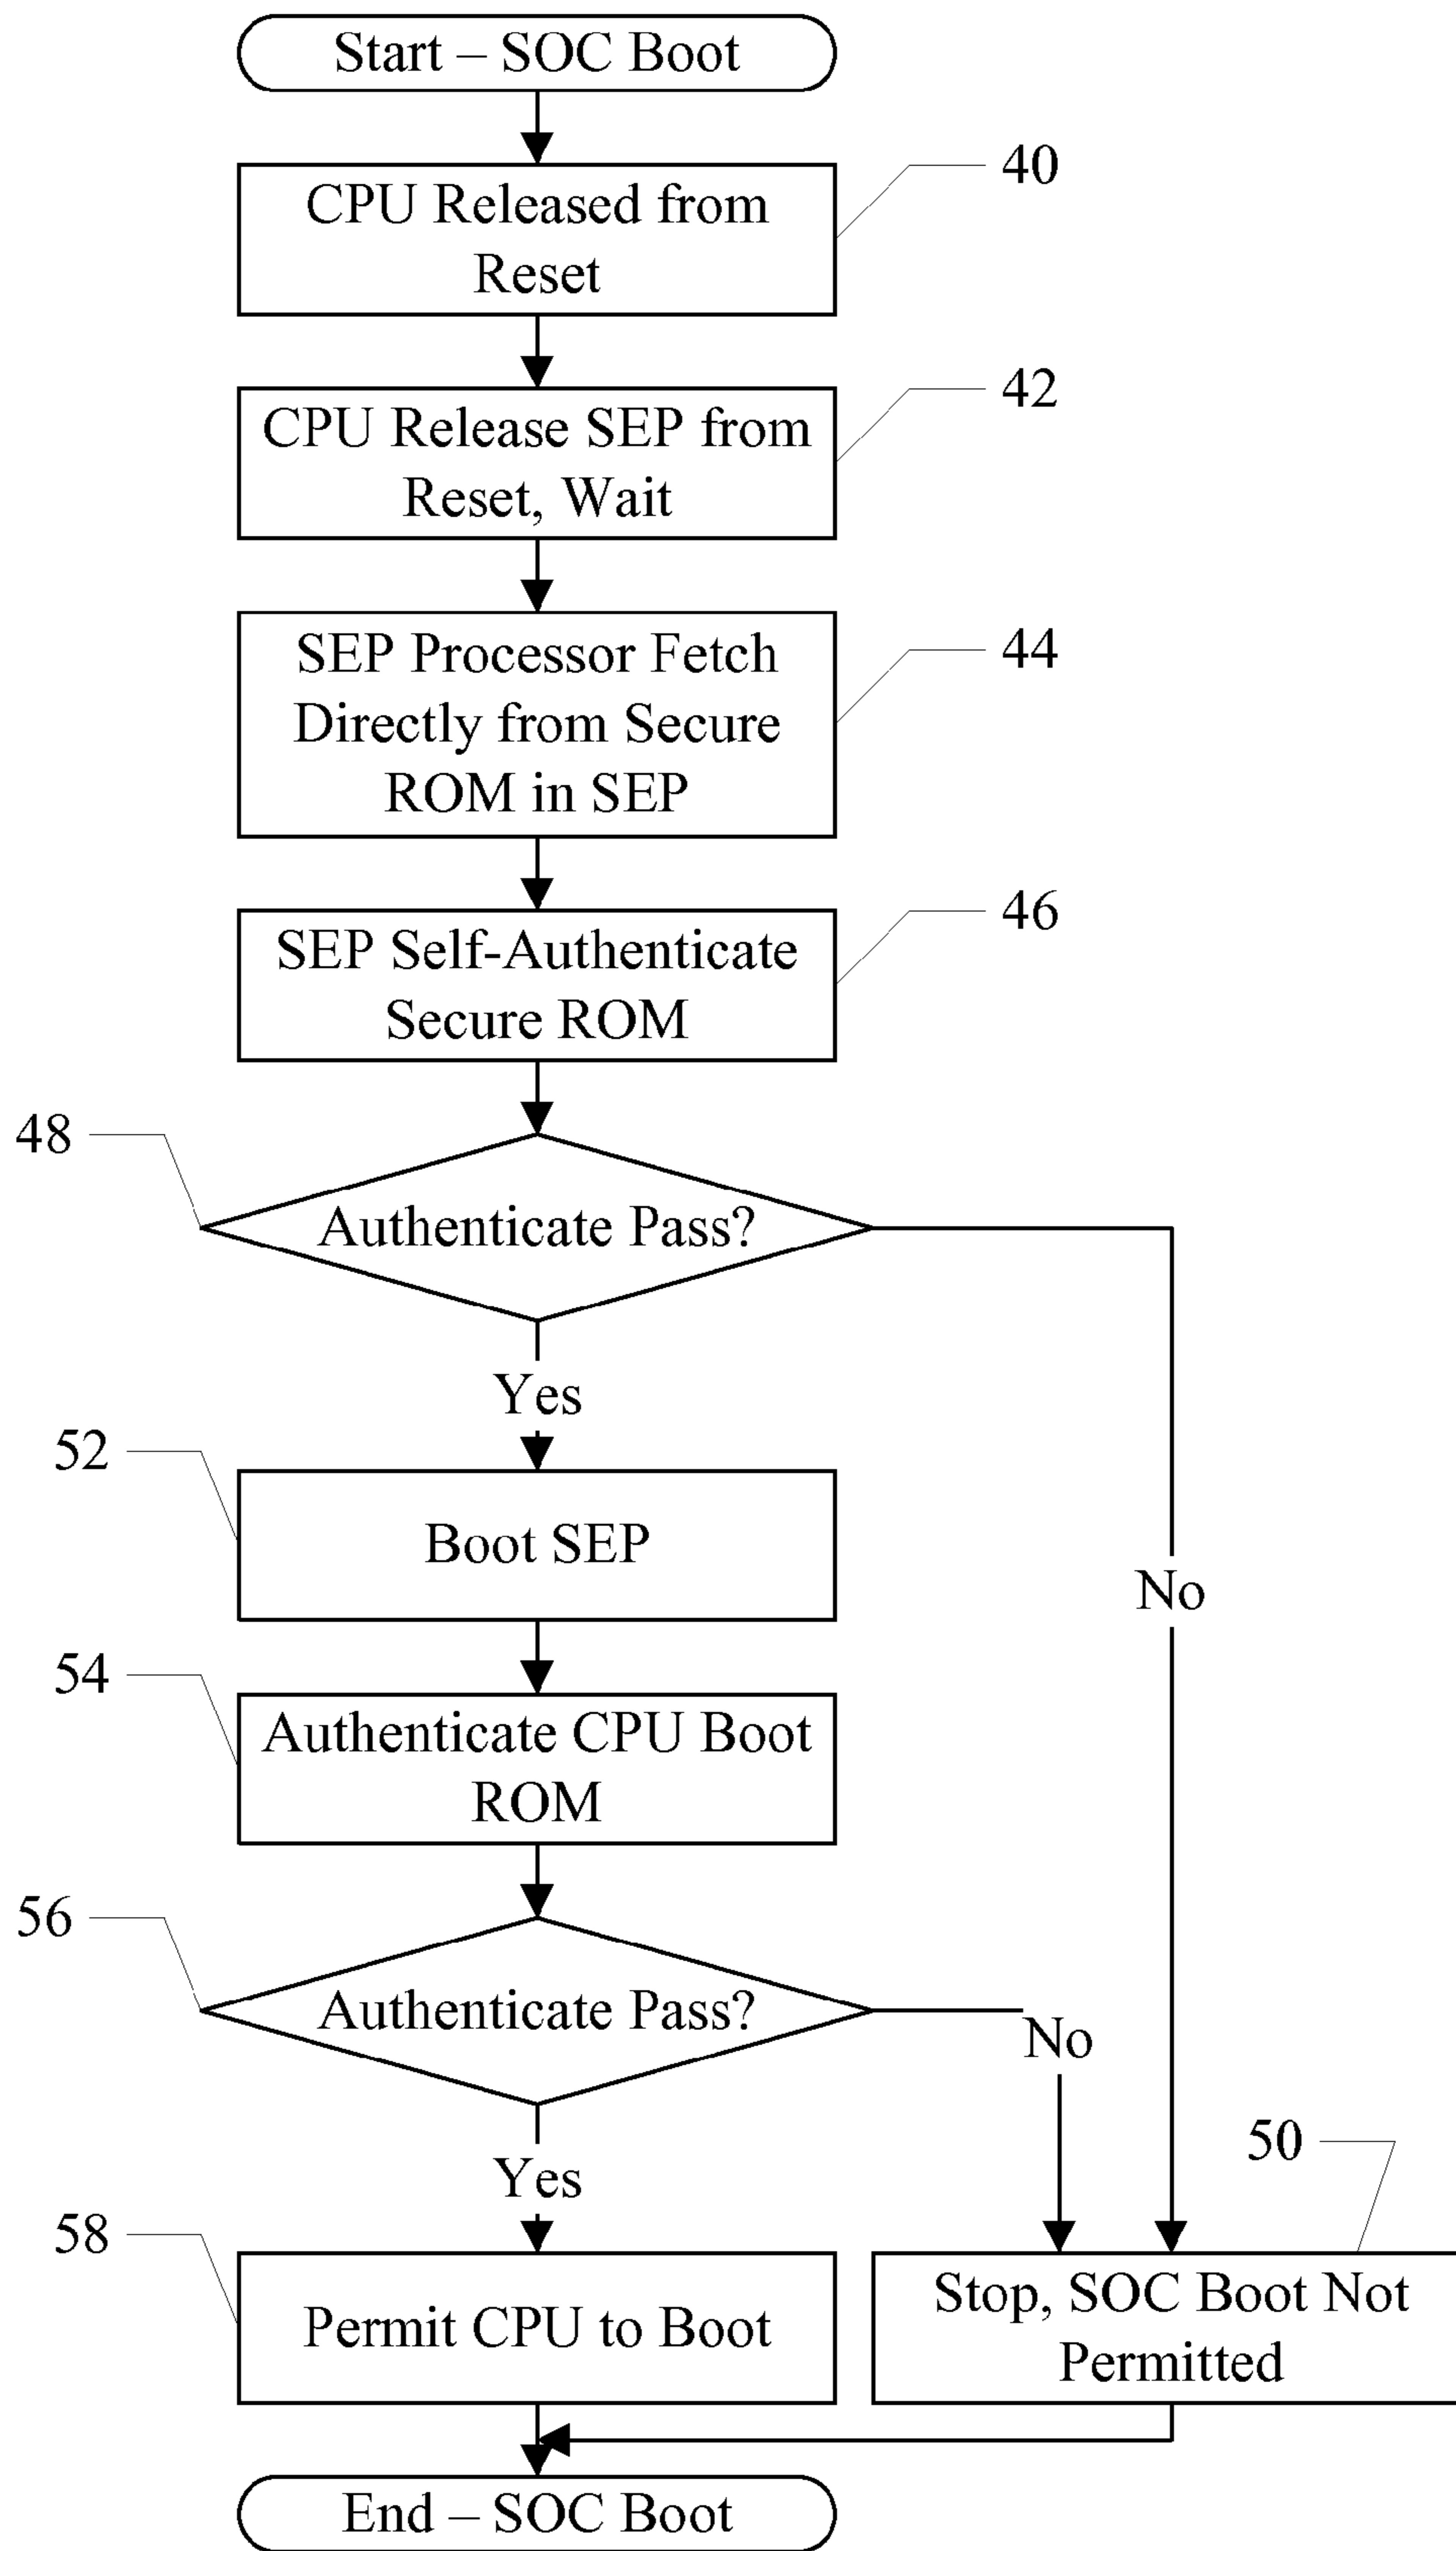 Start – SOC Boot
40
CPU Released from
Reset
42
CPU Release SEP from
Reset, Wait
44
SEP Processor Fetch
Directly from Secure
ROM in SEP
46
SEP Self-Authenticate
Secure ROM
48
Authenticate Pass?
Yes
No
52
Boot SEP
54
Authenticate CPU Boot
ROM
56
Authenticate Pass?
No
Yes
50
58
Permit CPU to Boot
Stop, SOC Boot Not
Permitted
End – SOC Boot